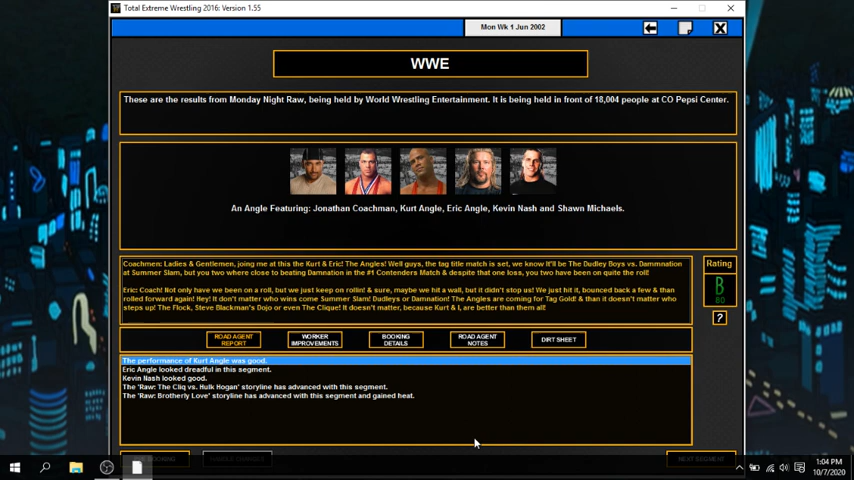 Total Extreme Wrestling 2016: Version 1.55
Mon Wk 1 Jun 2002
WWE
These are the results from Monday Night Raw, being held by World Wrestling Entertainment. It is being held in front of 18,004 people at CO Pepsi Center.
An Angle Featuring: Jonathan Coachman, Kurt Angle, Eric Angle, Kevin Nash and Shawn Michaels.
Coachmen: Ladies & Gentlemen, joining me at this the Kurt & Eric! The Angles! Well guys, the tag title match is set, we know It'll be The Dudley Boys vs. Dammnation
at Summer Slam, but you two where close to beating Damnation in the #1 Contenders Match & despite that one loss, you two have been on quite the roll!
Eric: Coach! Not only have we been on a roll, but we just keep on rollin! & sure, maybe we hit a wall, but it didn't stop us! We just hit it, bounced back a few & than
rolled forward again! Hey! It don't matter who wins come Summer Slam! Dudleys or Damnation! The Angles are coming for Tag Gold! & than it doesn't matter who
steps up! The Flock, Steve Blackman's Dojo or even The Clique! It doesn't matter, because Kurt & I, are better than them al!
Rating
B
80
?
ROAD AGENT
REPORT
WORKER
IMPROVEMENTS
BOOKING
DETAILS
ROAD AGENT
NOTES
DIRT SHEET
The performance of Kurt Angle was good.
Eric Angle looked dreadful in this segment.
Kevin Nash looked good.
The 'Raw: The Cliq vs. Hulk Hogan' storyline has advanced with this segment.
The 'Raw: Brotherly Love' storyline has advanced with this segment and gained heat.
BOOKING
NEXT SEGMENT
1:04 PM
10/7/2020